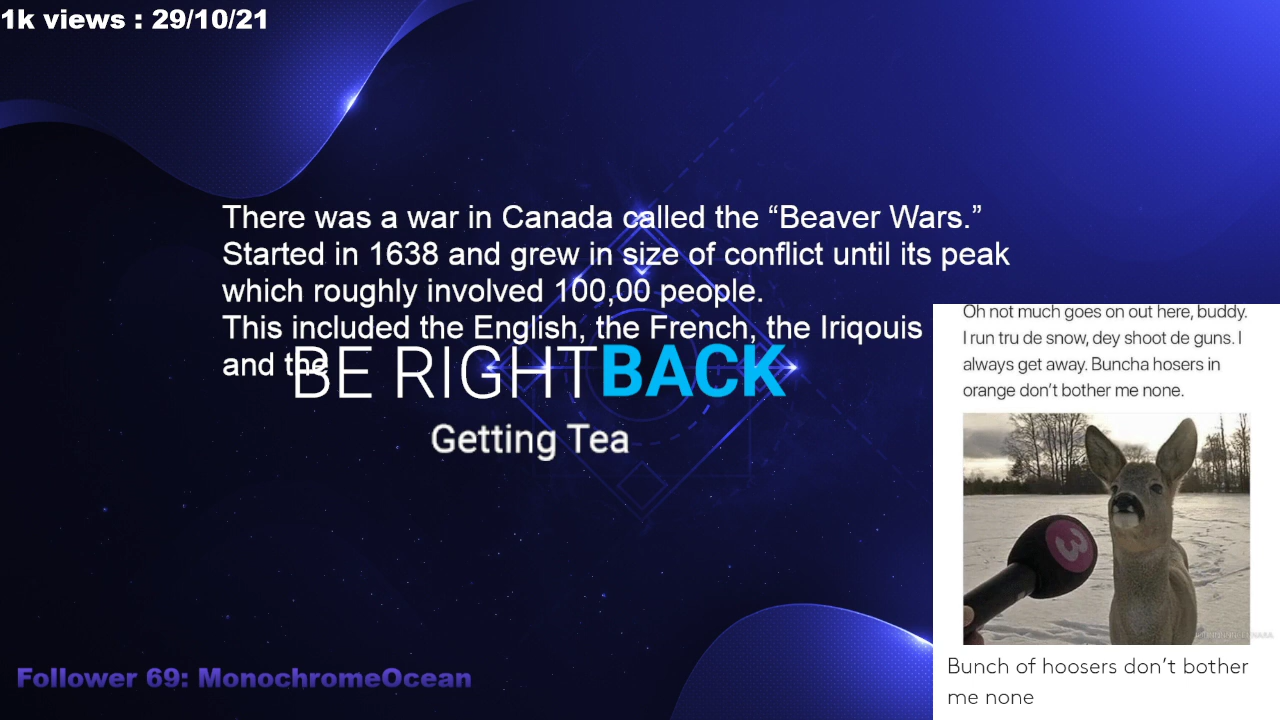 1k views : 29/10/21
There was a war in Canada called the “Beaver Wars.”
Started in 1638 and grew in size of conflict until its peak
which roughly involved 100,00 people.
This included the English, the French, the Iriqouis
and the
BE RIGHTBACK
Getting Tea
Oh not much goes on out here, buddy.
I run tru de snow, dey shoot de guns. I
always get away. Buncha hosers in
orange don’t bother me none.
3
Bunch of hoosers don’t bother
me none
Follower 69: MonochromeOcean